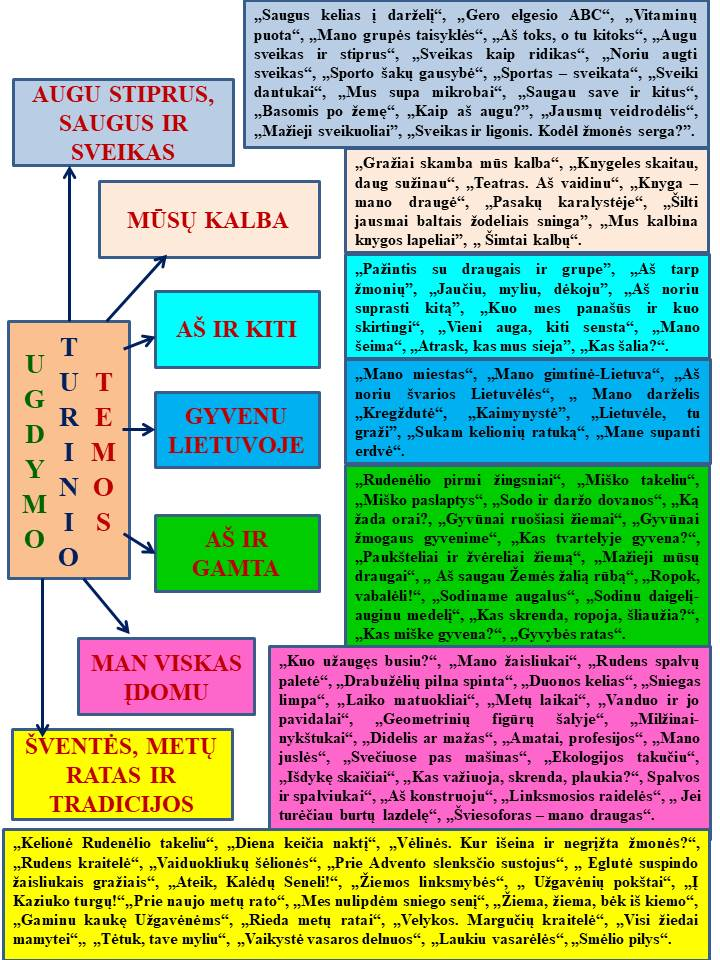 „Saugus kelias į darželį“, „Gero elgesio ABC“, „Vitaminų
puota“, „Mano grupės taisyklės“, „Aš toks, o tu kitoks“, „Augu
sveikas ir stiprus“, „Sveikas kaip ridikas“, „Noriu augti
sveikas“, „Sporto šakų gausybė“, „Sportas – sveikata“, „Sveiki
dantukai“, „Mus supa mikrobai“, „Saugau save ir kitus“,
„Basomis po žemę“, „Kaip aš augu?”, „Jausmų veidrodėlis“,
„Mažieji sveikuoliai”, „Sveikas ir ligonis. Kodėl žmonės serga?”.
AUGU STIPRUS,
SAUGUS IR
SVEIKAS
„Gražiai skamba mūs kalba“, „Knygeles skaitau,
daug sužinau“, „Teatras. Aš vaidinu“, „Knyga –
mano draugė“, „Pasakų karalystėje“, „Šilti
jausmai baltais žodeliais sninga”, „Mus kalbina
knygos lapeliai”, „ Šimtai kalbų“.
MŪSŲ KALBA
„Pažintis su draugais ir grupe”, „Aš tarp
žmonių”, „Jaučiu, myliu, dėkoju”, „Aš noriu
suprasti kitą”, „Kuo mes panašūs ir kuo
skirtingi“, „Vieni auga, kiti sensta“, „Mano
šeima“, „Atrask, kas mus sieja”, „Kas šalia?“.
AŠ IR KITI
„Mano miestas“, „Mano gimtinė-Lietuva“, „Aš
noriu švarios Lietuvėlės“, „ Mano darželis
„Kregždutė“, „Kaimynystė”, „Lietuvėle, tu
graži”, „Sukam kelionių ratuką“, „Mane supanti
erdvė“.
GYVENU
LIETUVOJE
UGDYMO
TURINIO
TEMOS
„Rudenėlio pirmi žingsniai“, „Miško takeliu“,
„Miško paslaptys“, „Sodo ir daržo dovanos“, „Ką
žada orai?, „Gyvūnai ruošiasi žiemai“, „Gyvūnai
žmogaus gyvenime“, „Kas tvartelyje gyvena?“,
„Paukšteliai ir žvėreliai žiemą“, „Mažieji mūsų
draugai“, „ Aš saugau Žemės žalią rūbą“, „Ropok,
vabalėli!“, „Sodiname augalus“, „Sodinu daigelį-
auginu medelį“, „Kas skrenda, ropoja, šliaužia?“,
„Kas miške gyvena?“, „Gyvybės ratas“.
AŠ IR
GAMTA
„Kuo užaugęs busiu?“, „Mano žaisliukai“, „Rudens spalvų
paletė“, „Drabužėlių pilna spinta“, „Duonos kelias“, „Sniegas
limpa“, „Laiko matuokliai“, „Metų laikai“, „Vanduo ir jo
pavidalai“, „Geometrinių figūrų šalyje“, „Milžinai-
nykštukai“, „Didelis ar mažas“, „Amatai, profesijos“, „Mano
juslės“, „Svečiuose pas mašinas“, „Ekologijos takučiu“,
„Išdykę skaičiai“, „Kas važiuoja, skrenda, plaukia?“, Spalvos
ir spalviukai“, „Aš konstruoju“, „Linksmosios raidelės“, „ Jei
turėčiau burtų lazdelę“, „Šviesoforas – mano draugas“.
MAN VISKAS
ĮDOMU
ŠVENTĖS, METŲ
RATAS IR
TRADICIJOS
„Kelionė Rudenėlio takeliu“, „Diena keičia naktį”, „Vėlinės. Kur išeina ir negrįžta žmonės?“,
„Rudens kraitelė“, „Vaiduokliukų šėlionės“, „Prie Advento slenksčio sustojus“, „ Eglutė suspindo
žaisliukais gražiais“, „Ateik, Kalėdų Seneli!“, „Žiemos linksmybės“, „ Užgavėnių pokštai“, „Į
Kaziuko turgų!“„Prie naujo metų rato“, „Mes nulipdėm sniego senį“, „Žiema, žiema, bėk iš kiemo“,
„Gaminu kaukę Užgavėnėms“, „Rieda metų ratai“, „Velykos. Margučių kraitelė“, „Visi žiedai
mamytei“„ „Tėtuk, tave myliu“, „Vaikystė vasaros delnuos“, „Laukiu vasarėlės“, „Smėlio pilys“.